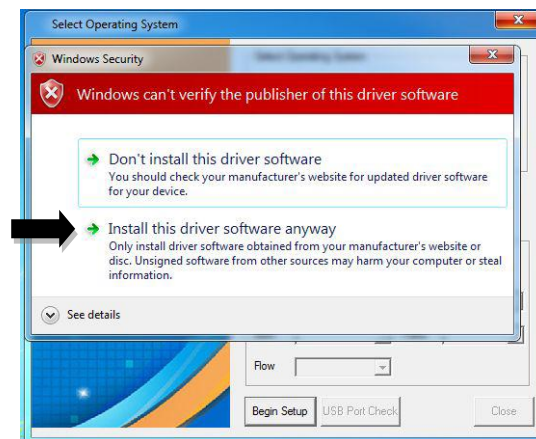 Select Operating System
Windows Security
Windows can't verify the publisher of this driver software
Don't install this driver software
You should check your manufacturer's website for updated driver software
for your device.
Install this driver software anyway
Only install driver software obtained from your manufacturer's website or
disc. Unsigned software from other sources may harm your computer or steal
information.
See details
Flow
Begin Setup
USB Port Check
Close